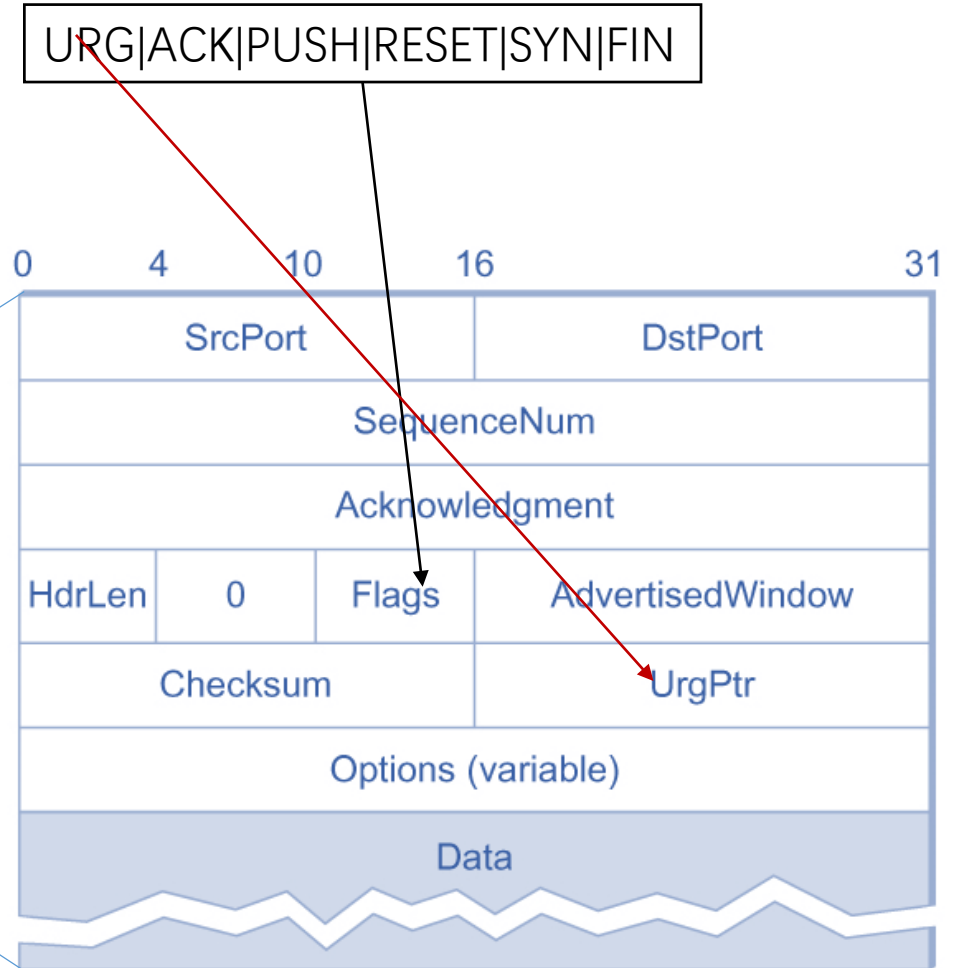 URG|ACK|PUSH|RESET|SYN|FIN
0 4 10 16 31
SrcPort DstPort
SequenceNum
Acknowledgment
HdrLen 0 Flags AdvertisedWindow
Checksum UrgPtr
Options (variable)
Data